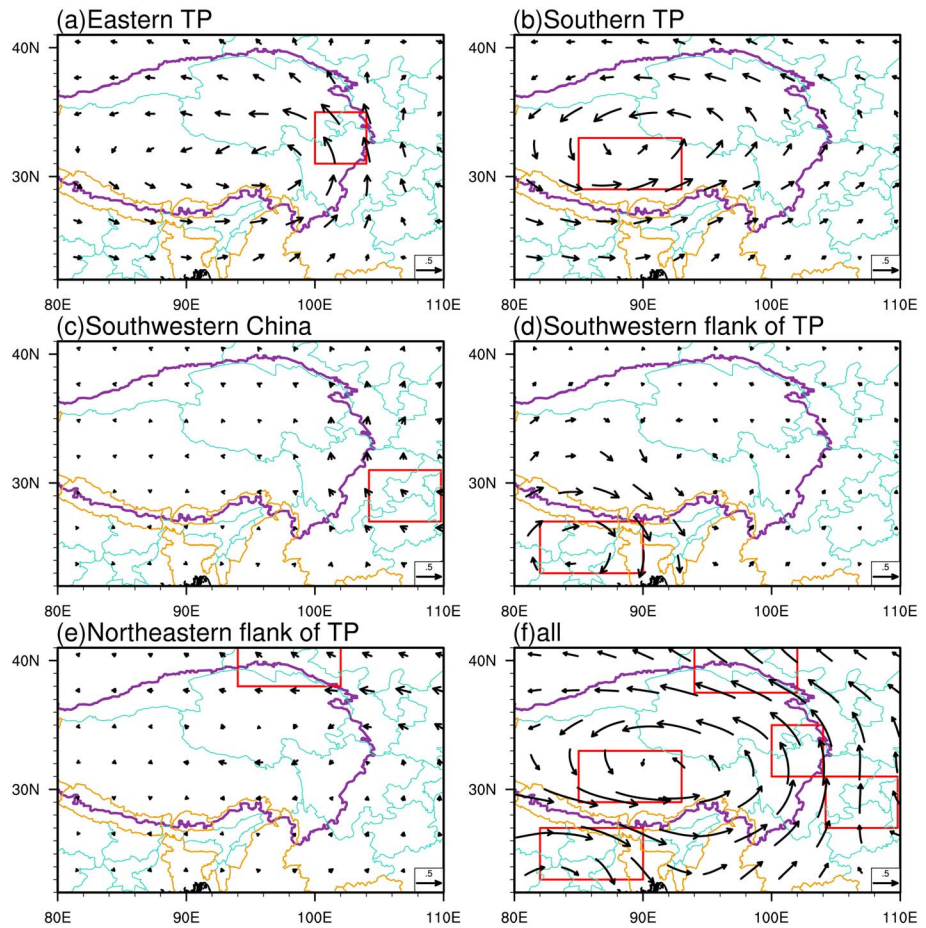 (a)Eastern TP
(b)Southern TP
40N
30N
.5
80E 90E 100E 110E
40N
30N
.5
80E 90E 100E 110E
(c)Southwestern China
(d)Southwestern flank of TP
40N
30N
.5
80E 90E 100E 110E
40N
30N
.5
80E 90E 100E 110E
(e)Northeastern flank of TP
(f)all
40N
30N
.5
80E 90E 100E 110E
40N
30N
.5
80E 90E 100E 110E